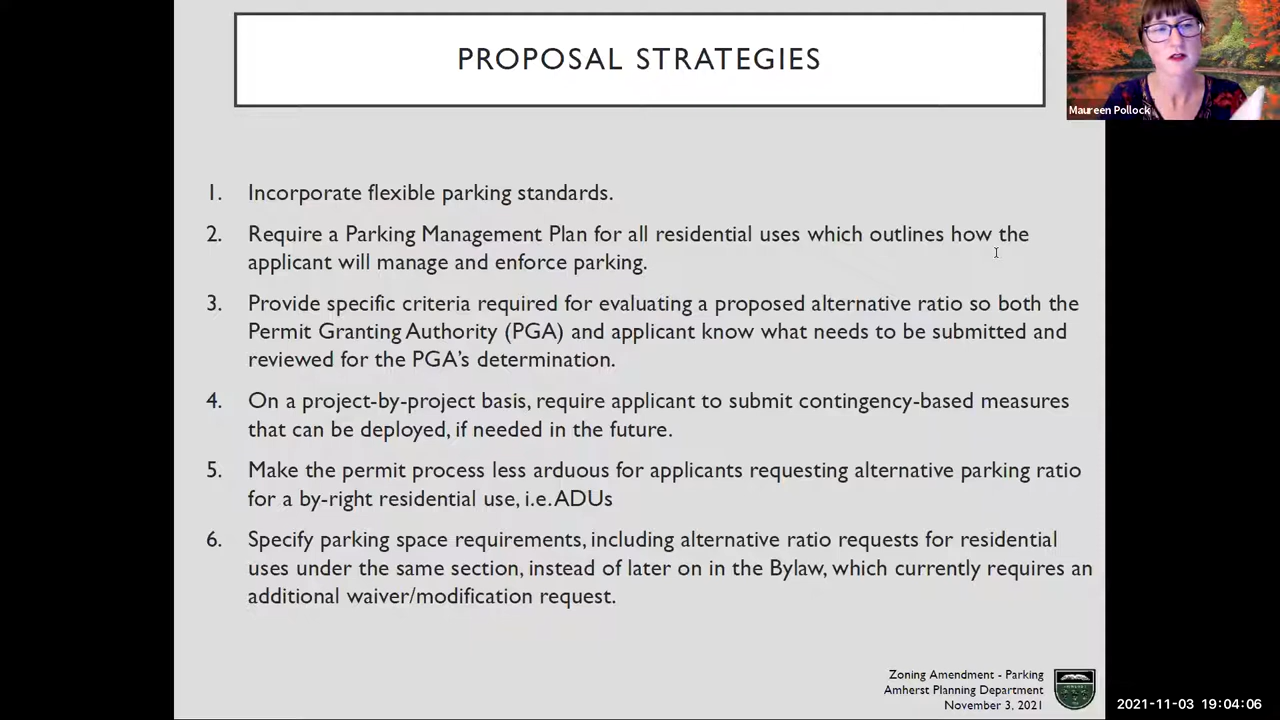 PROPOSAL STRATEGIES
Maureen Pollock
1. Incorporate flexible parking standards.
2. Require a Parking Management Plan for all residential uses which outlines how the
applicant will manage and enforce parking.
3. Provide specific criteria required for evaluating a proposed alternative ratio so both the
Permit Granting Authority (PGA) and applicant know what needs to be submitted and
reviewed for the PGA's determination.
4. On a project-by-project basis, require applicant to submit contingency-based measures
that can be deployed, if needed in the future.
5. Make the permit process less arduous for applicants requesting alternative parking ratio
for a by-right residential use, i.e. ADUs
6. Specify parking space requirements, including alternative ratio requests for residential
uses under the same section, instead of later on in the Bylaw, which currently requires an
additional waiver/modification request.
Zoning Amendment - Parking
Amherst Planning Department
November 3, 2021
2021-11-03 19:04:06